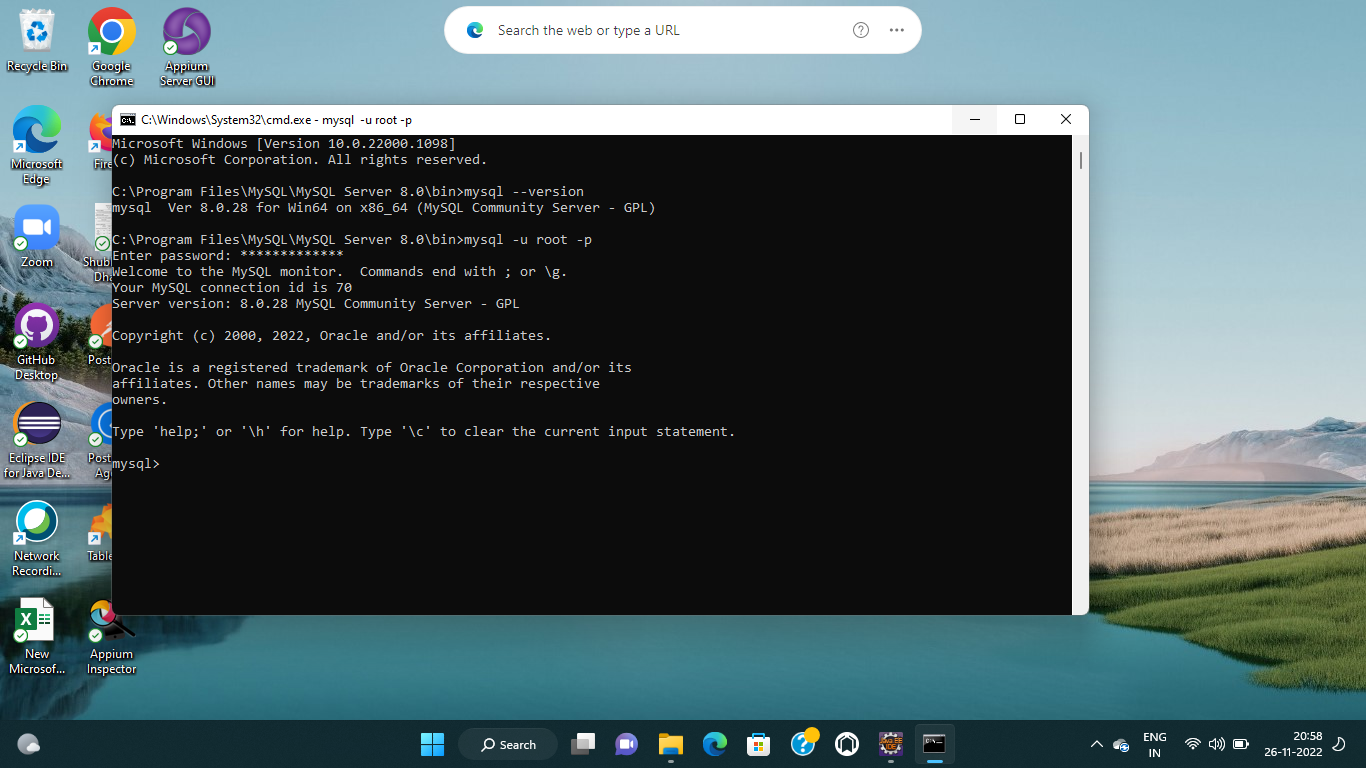 Search the web or type a URL
Recycle Bin
Google
Chrome
Appium
Server GUI
Microsoft
Edge
Fire
Zoom
Shub
Dha
GitHub
Desktop
Post
Eclipse IDE
for Java De...
Post
Ag
Network
Recordi...
Table
New
Microsof...
Appium
Inspector
C:\Windows\System32\cmd.exe - mysql  -u root -p
Microsoft Windows [Version 10.0.22000.1098]
(c) Microsoft Corporation. All rights reserved.
C:\Program Files\MySQL\MySQL Server 8.0\bin>mysql --version
mysql  Ver 8.0.28 for Win64 on x86_64 (MySQL Community Server - GPL)
C:\Program Files\MySQL\MySQL Server 8.0\bin>mysql -u root -p
Enter password: *************
Welcome to the MySQL monitor.  Commands end with ; or \g.
Your MySQL connection id is 70
Server version: 8.0.28 MySQL Community Server - GPL
Copyright (c) 2000, 2022, Oracle and/or its affiliates.
Oracle is a registered trademark of Oracle Corporation and/or its
affiliates. Other names may be trademarks of their respective
owners.
Type 'help;' or '\h' for help. Type '\c' to clear the current input statement.
mysql>
Search
ENG
IN
20:58
26-11-2022